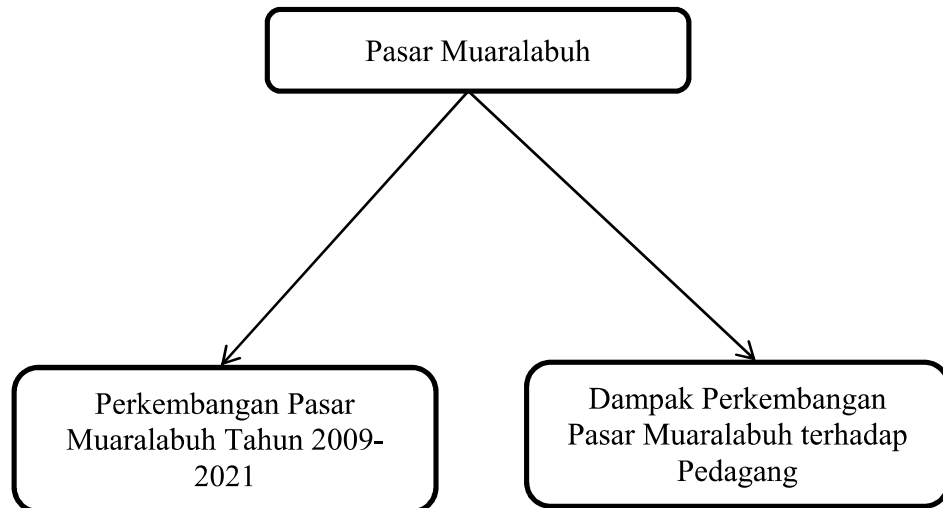 Pasar Muaralabuh
Perkembangan Pasar
Muaralabuh Tahun 2009-
2021
Dampak Perkembangan
Pasar Muaralabuh terhadap
Pedagang